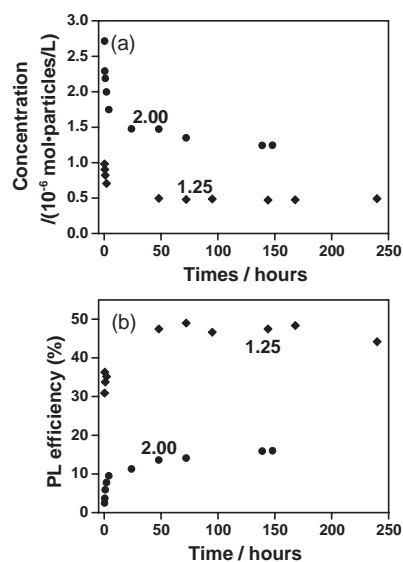 (a)
Concentration
/(10⁻⁶ mol·particles/L)
3.0
2.5
2.0
1.5
1.0
0.5
0.0
2.00
1.25
0 50 100 150 200 250
Times / hours
(b)
PL efficiency (%)
60
50
40
30
20
10
0
1.25
2.00
0 50 100 150 200 250
Time / hours